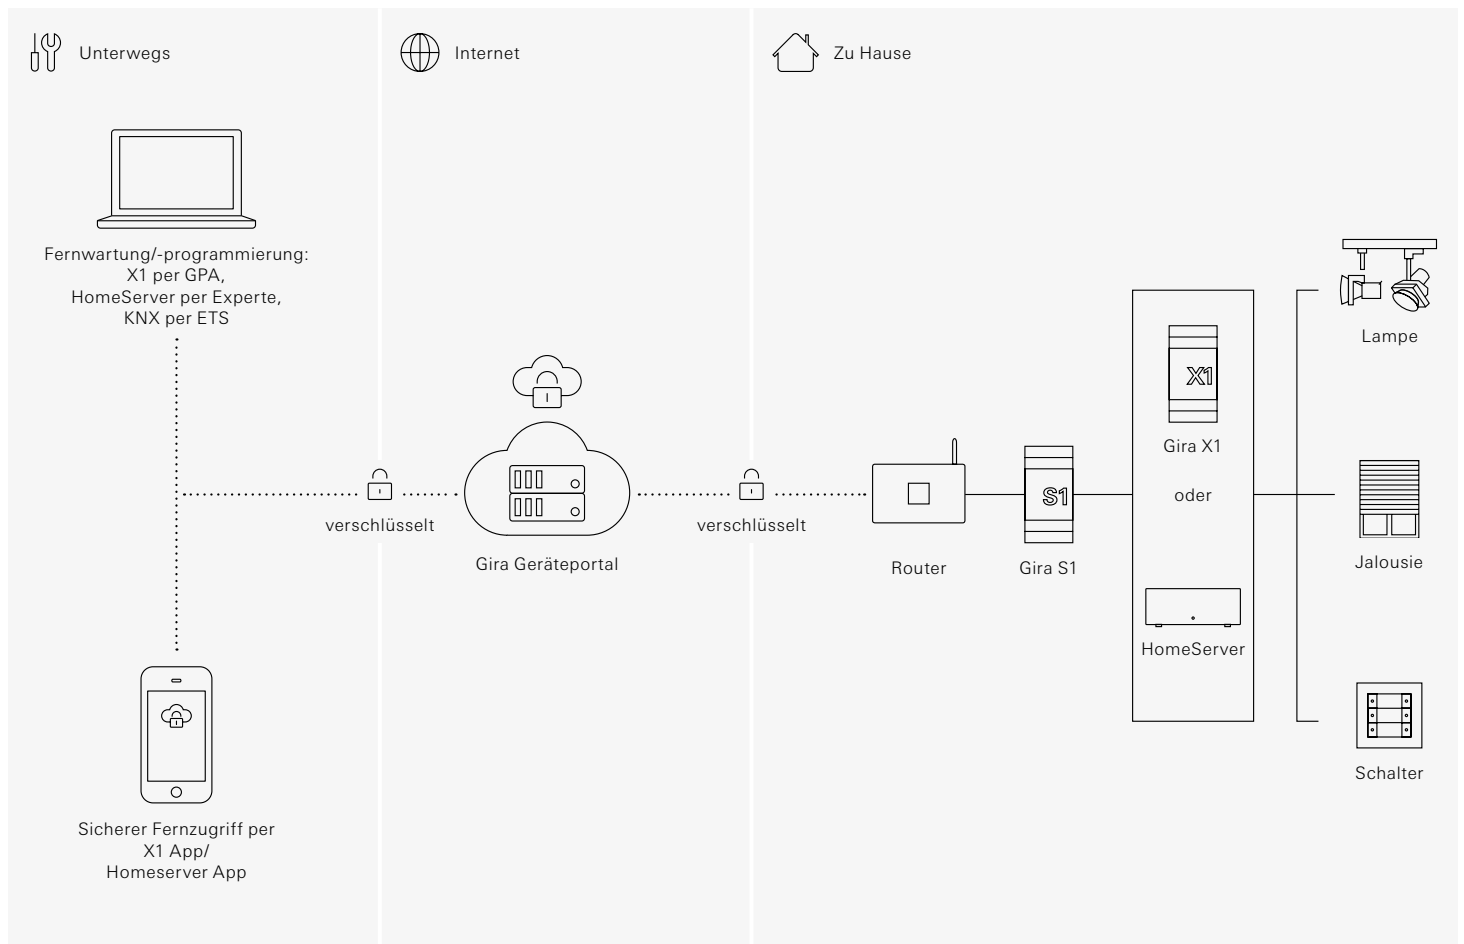 Unterwegs
Internet
Zu Hause
Fernwartung/-programmierung:
X1 per GPA,
HomeServer per Experte,
KNX per ETS
verschlüsselt
Gira Geräteportal
verschlüsselt
Router
S1
Gira S1
X1
Gira X1
oder
HomeServer
Lampe
Jalousie
Schalter
Sicherer Fernzugriff per
X1 App/
Homeserver App